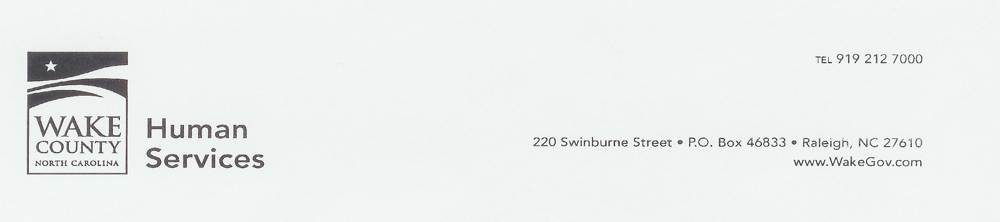 TEL 919 212 7000
WAKE
COUNTY
NORTH CAROLINA
Human
Services
220 Swinburne Street • P.O. Box 46833 • Raleigh, NC 27610
www.WakeGov.com